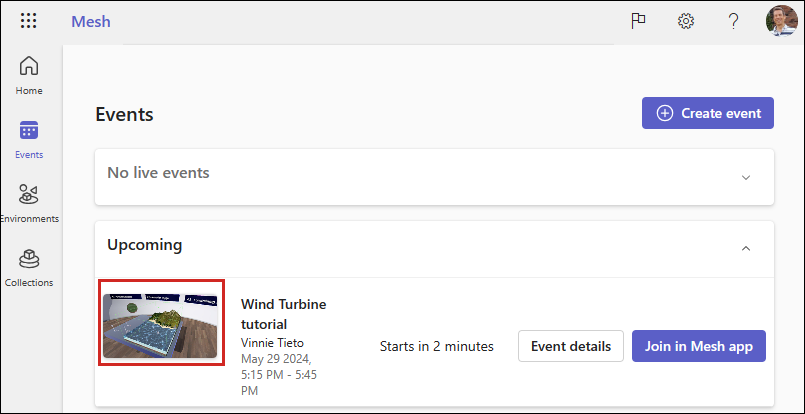 Mesh
Home
Events
Environments
Collections
Events
Create event
No live events
Upcoming
Wind Turbine
tutorial
Vinnie Tieto
May 29 2024,
5:15 PM - 5:45
PM
Starts in 2 minutes
Event details
Join in Mesh app